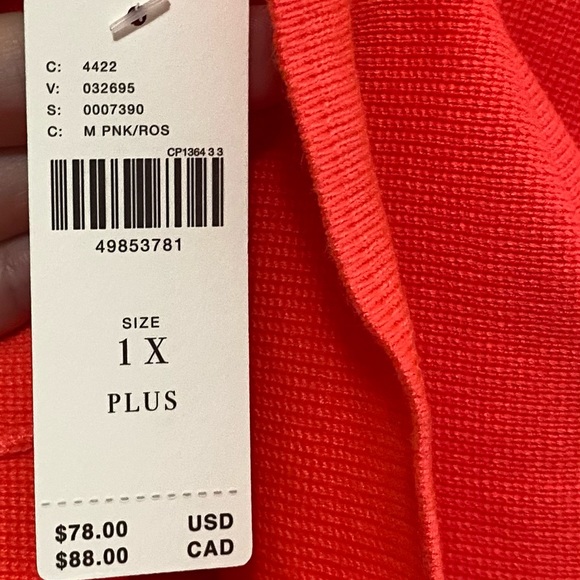 C: 4422
V: 032695
S: 0007390
C: M PNK/ROS
CP1364 3 3
49853781
SIZE
1 X
PLUS
$78.00 USD
$88.00 CAD